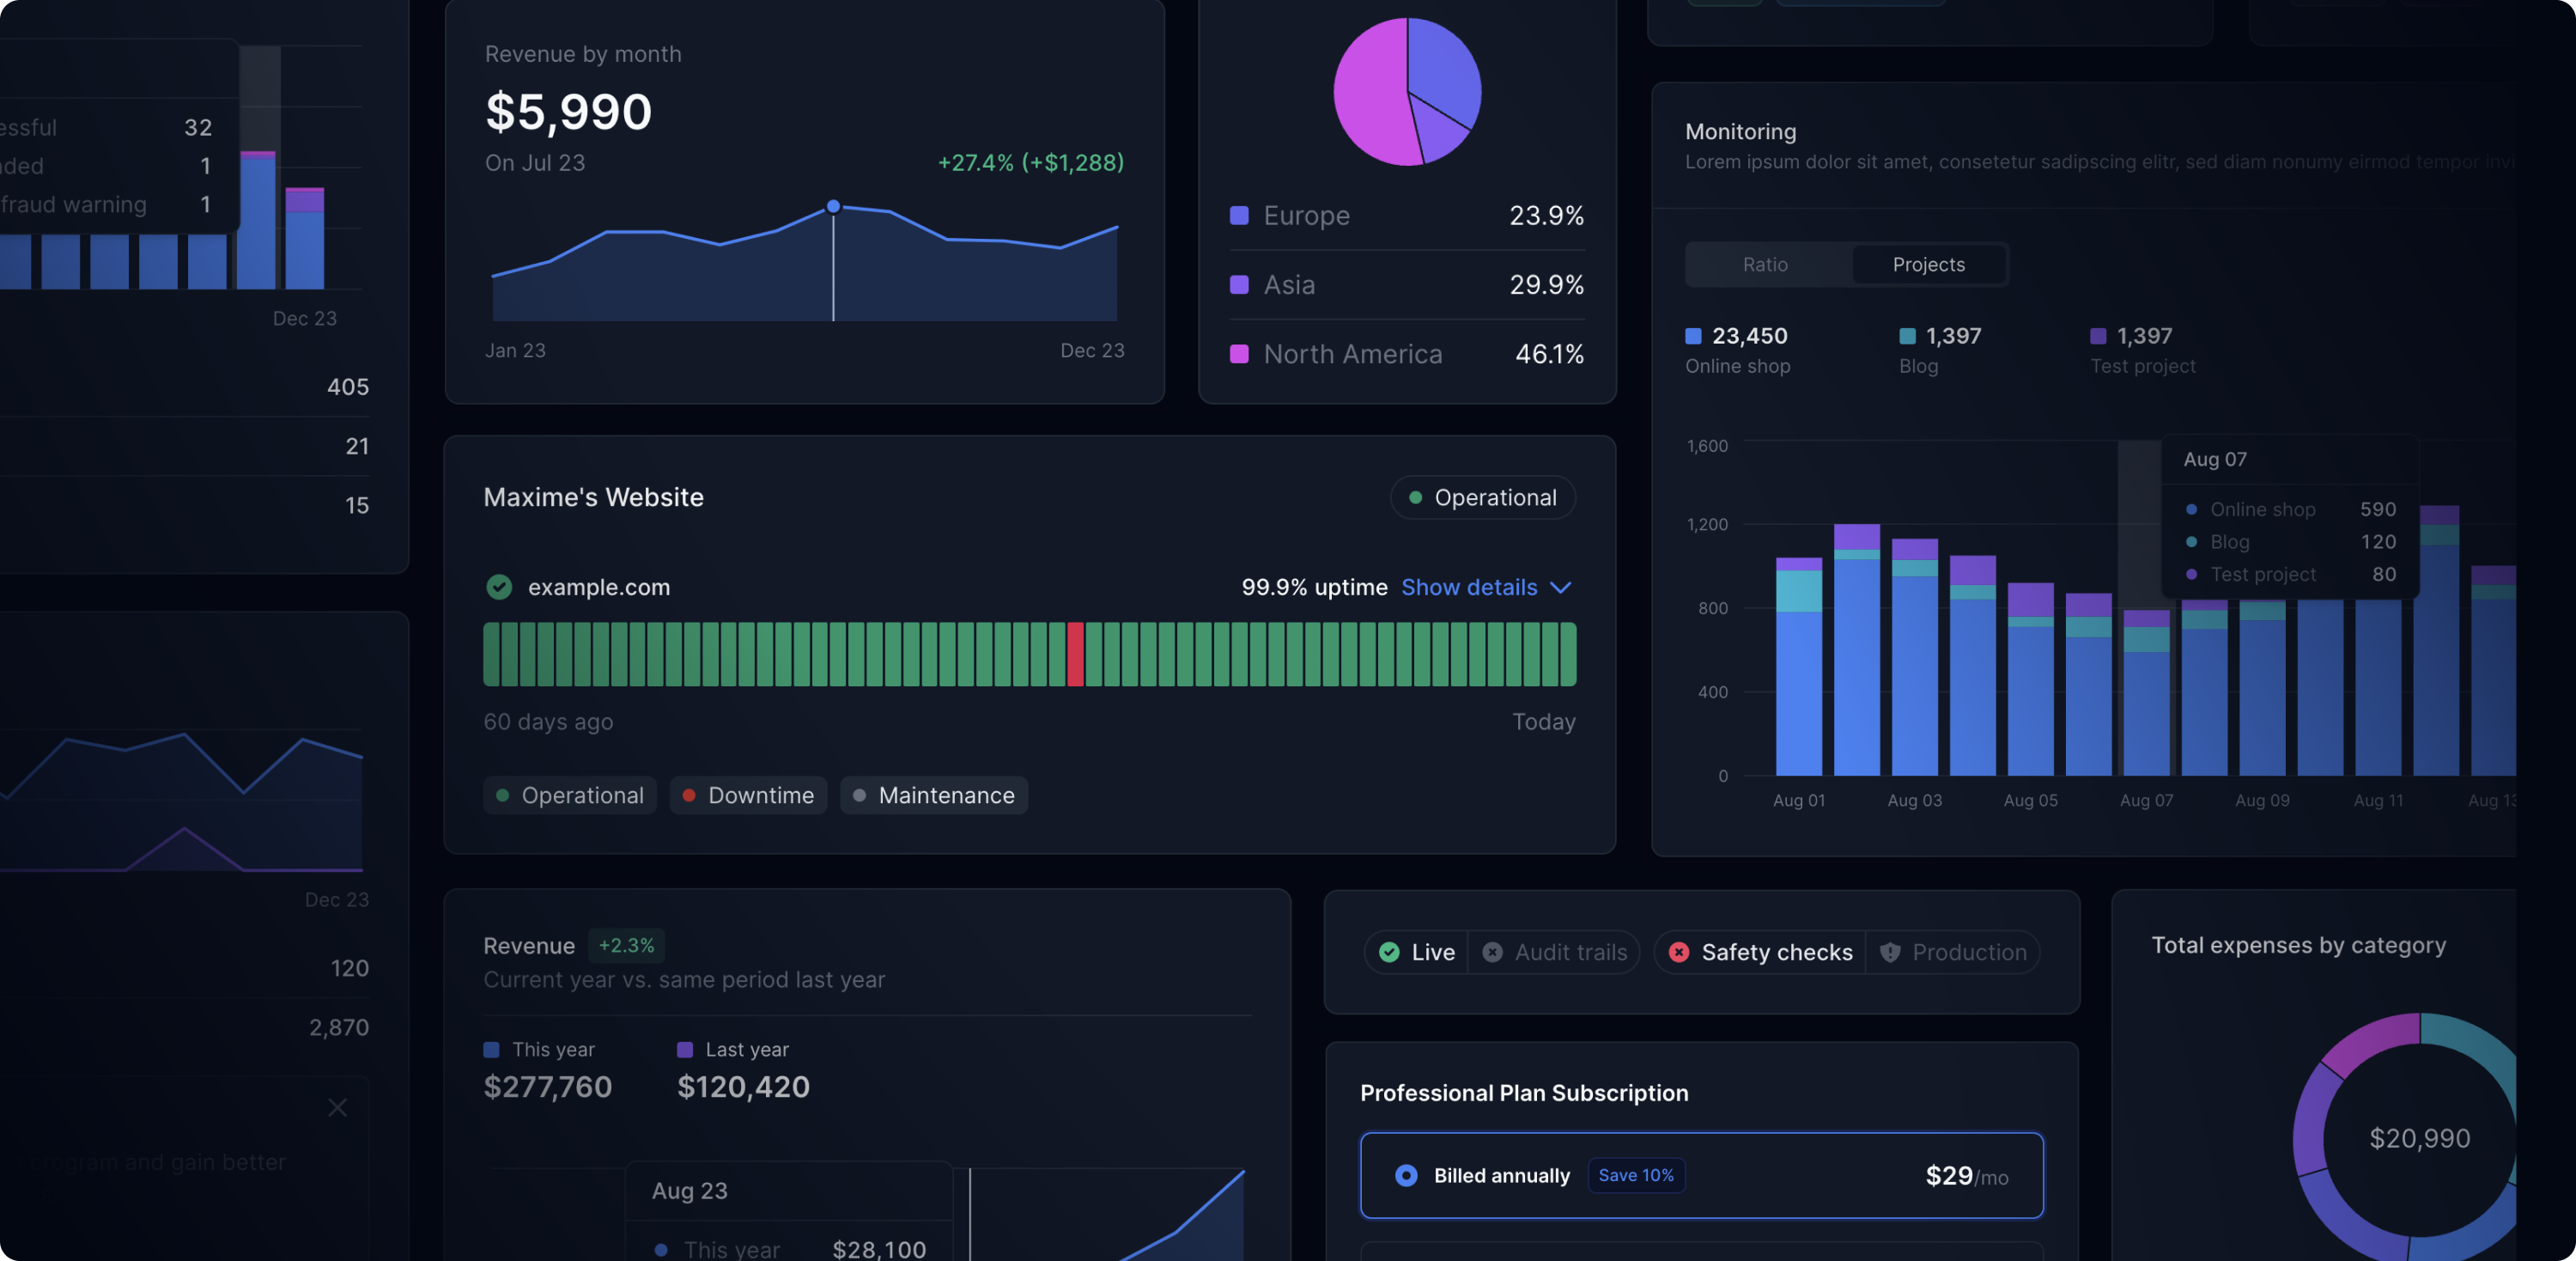 essful 32
nded 1
fraud warning 1
Dec 23
405
21
15
Dec 23
120
2,870
program and gain better
Revenue by month
$5,990
On Jul 23 +27.4% (+$1,288)
Jan 23 Dec 23
Europe 23.9%
Asia 29.9%
North America 46.1%
Maxime's Website Operational
example.com 99.9% uptime Show details
60 days ago Today
Operational Downtime Maintenance
Monitoring
Lorem ipsum dolor sit amet, consetetur sadipscing elitr, sed diam nonumy eirmod tempor invi
Ratio Projects
23,450 1,397 1,397
Online shop Blog Test project
1,600
1,200
800
400
0
Aug 07
Online shop 590
Blog 120
Test project 80
Aug 01 Aug 03 Aug 05 Aug 07 Aug 09 Aug 11 Aug 13
Revenue +2.3%
Current year vs. same period last year
This year Last year
$277,760 $120,420
Aug 23
This year $28,100
Live Audit trails Safety checks Production
Professional Plan Subscription
Billed annually Save 10% $29/mo
Total expenses by category
$20,990